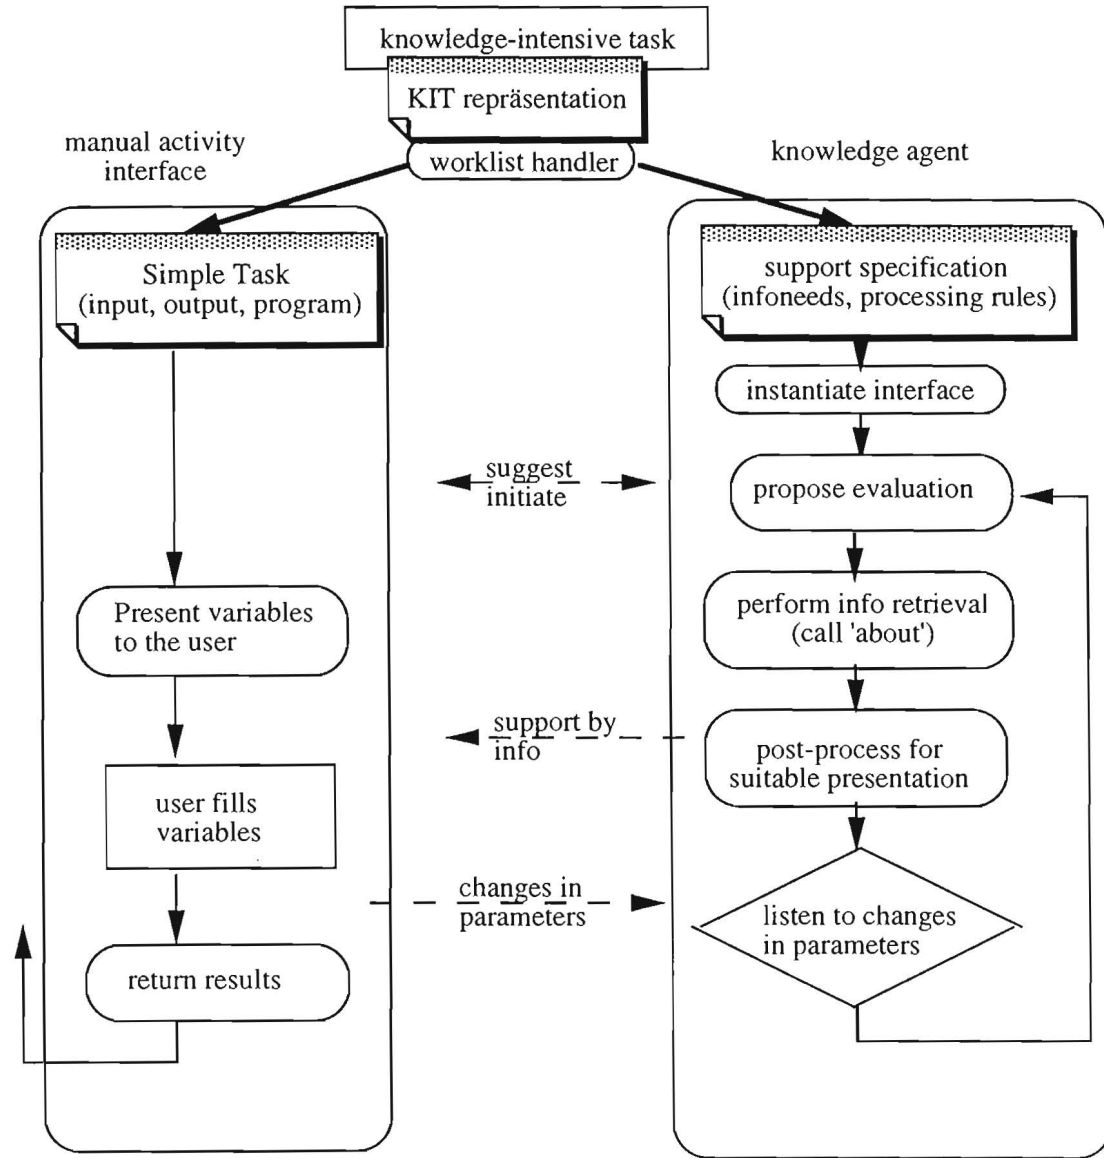 knowledge-intensive task
KIT repräsentation
worklist handler
manual activity
interface
knowledge agent
Simple Task
(input, output, program)
support specification
(infoneeds, processing rules)
instantiate interface
suggest
initiate
propose evaluation
Present variables
to the user
perform info retrieval
(call 'about')
support by
info
post-process for
suitable presentation
user fills
variables
changes in
parameters
listen to changes
in parameters
return results